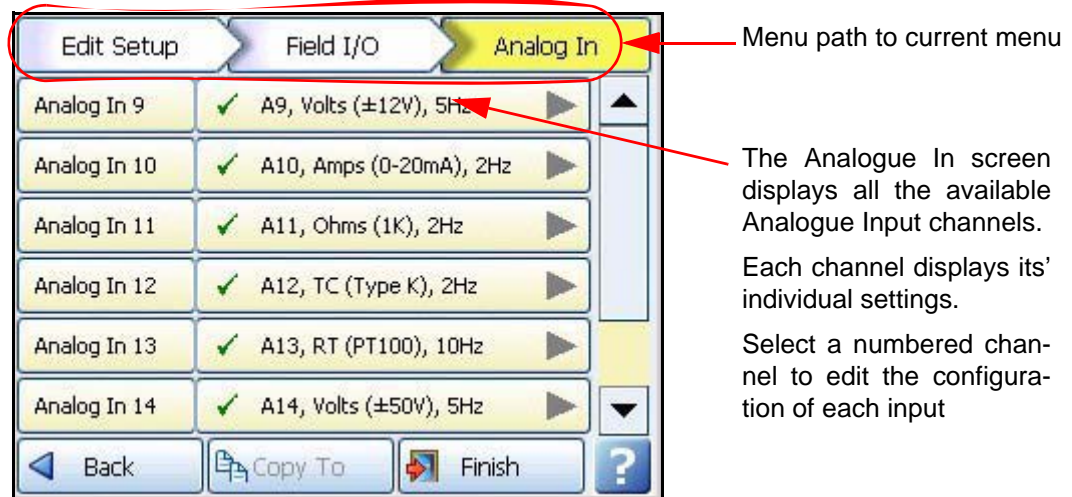 Edit Setup Field I/O Analog In
Menu path to current menu
Analog In 9 A9, Volts (±12V), 5Hz
Analog In 10 A10, Amps (0-20mA), 2Hz
Analog In 11 A11, Ohms (1K), 2Hz
Analog In 12 A12, TC (Type K), 2Hz
Analog In 13 A13, RT (PT100), 10Hz
Analog In 14 A14, Volts (±50V), 5Hz
Back Copy To Finish ?
The Analogue In screen
displays all the available
Analogue Input channels.
Each channel displays its’
individual settings.
Select a numbered chan-
nel to edit the configura-
tion of each input